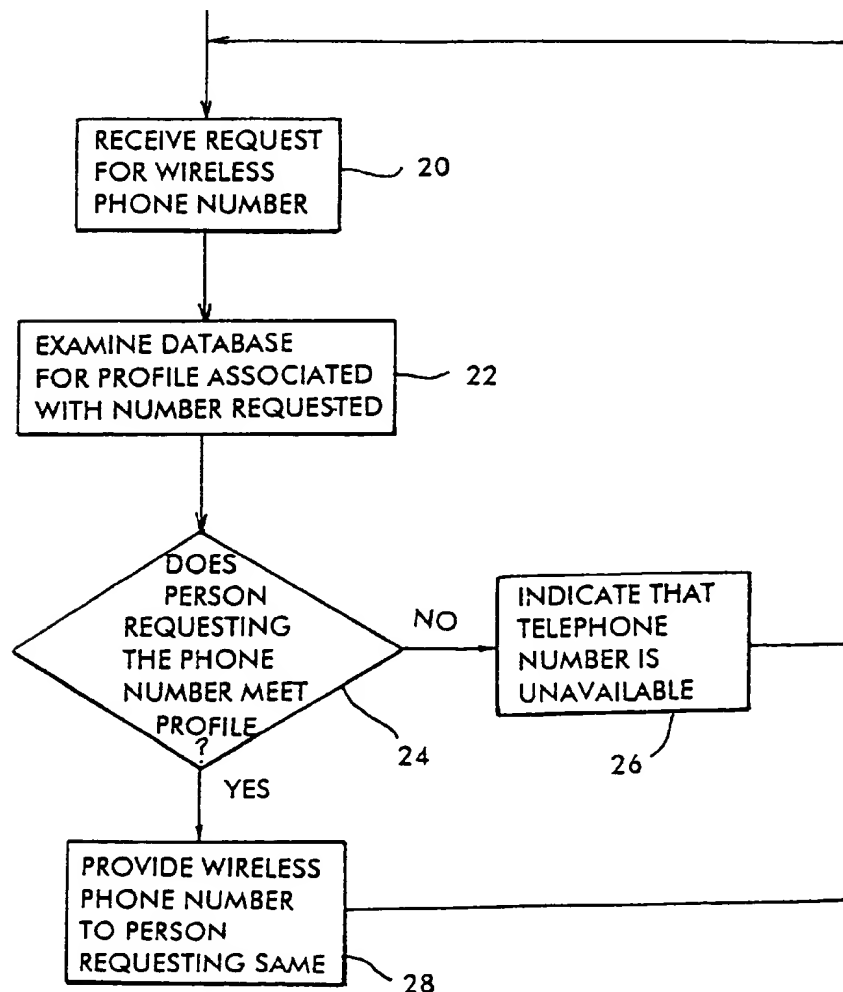 RECEIVE REQUEST
FOR WIRELESS
PHONE NUMBER
20
EXAMINE DATABASE
FOR PROFILE ASSOCIATED
WITH NUMBER REQUESTED
22
DOES
PERSON
REQUESTING
THE PHONE
NUMBER MEET
PROFILE
?
24
NO
INDICATE THAT
TELEPHONE
NUMBER IS
UNAVAILABLE
26
YES
PROVIDE WIRELESS
PHONE NUMBER
TO PERSON
REQUESTING SAME
28